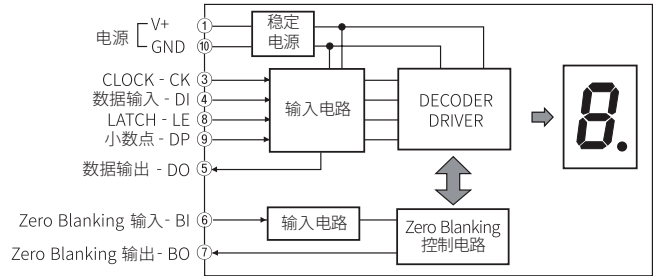 电源
V+ ①
GND ⑩
稳定
电源
CLOCK - CK ③
数据输入 - DI ④
LATCH - LE ⑧
小数点 - DP ⑨
数据输出 - DO ⑤
输入电路
DECODER
DRIVER
8.
Zero Blanking 输入- BI ⑥
Zero Blanking 输出- BO ⑦
输入电路
Zero Blanking
控制电路